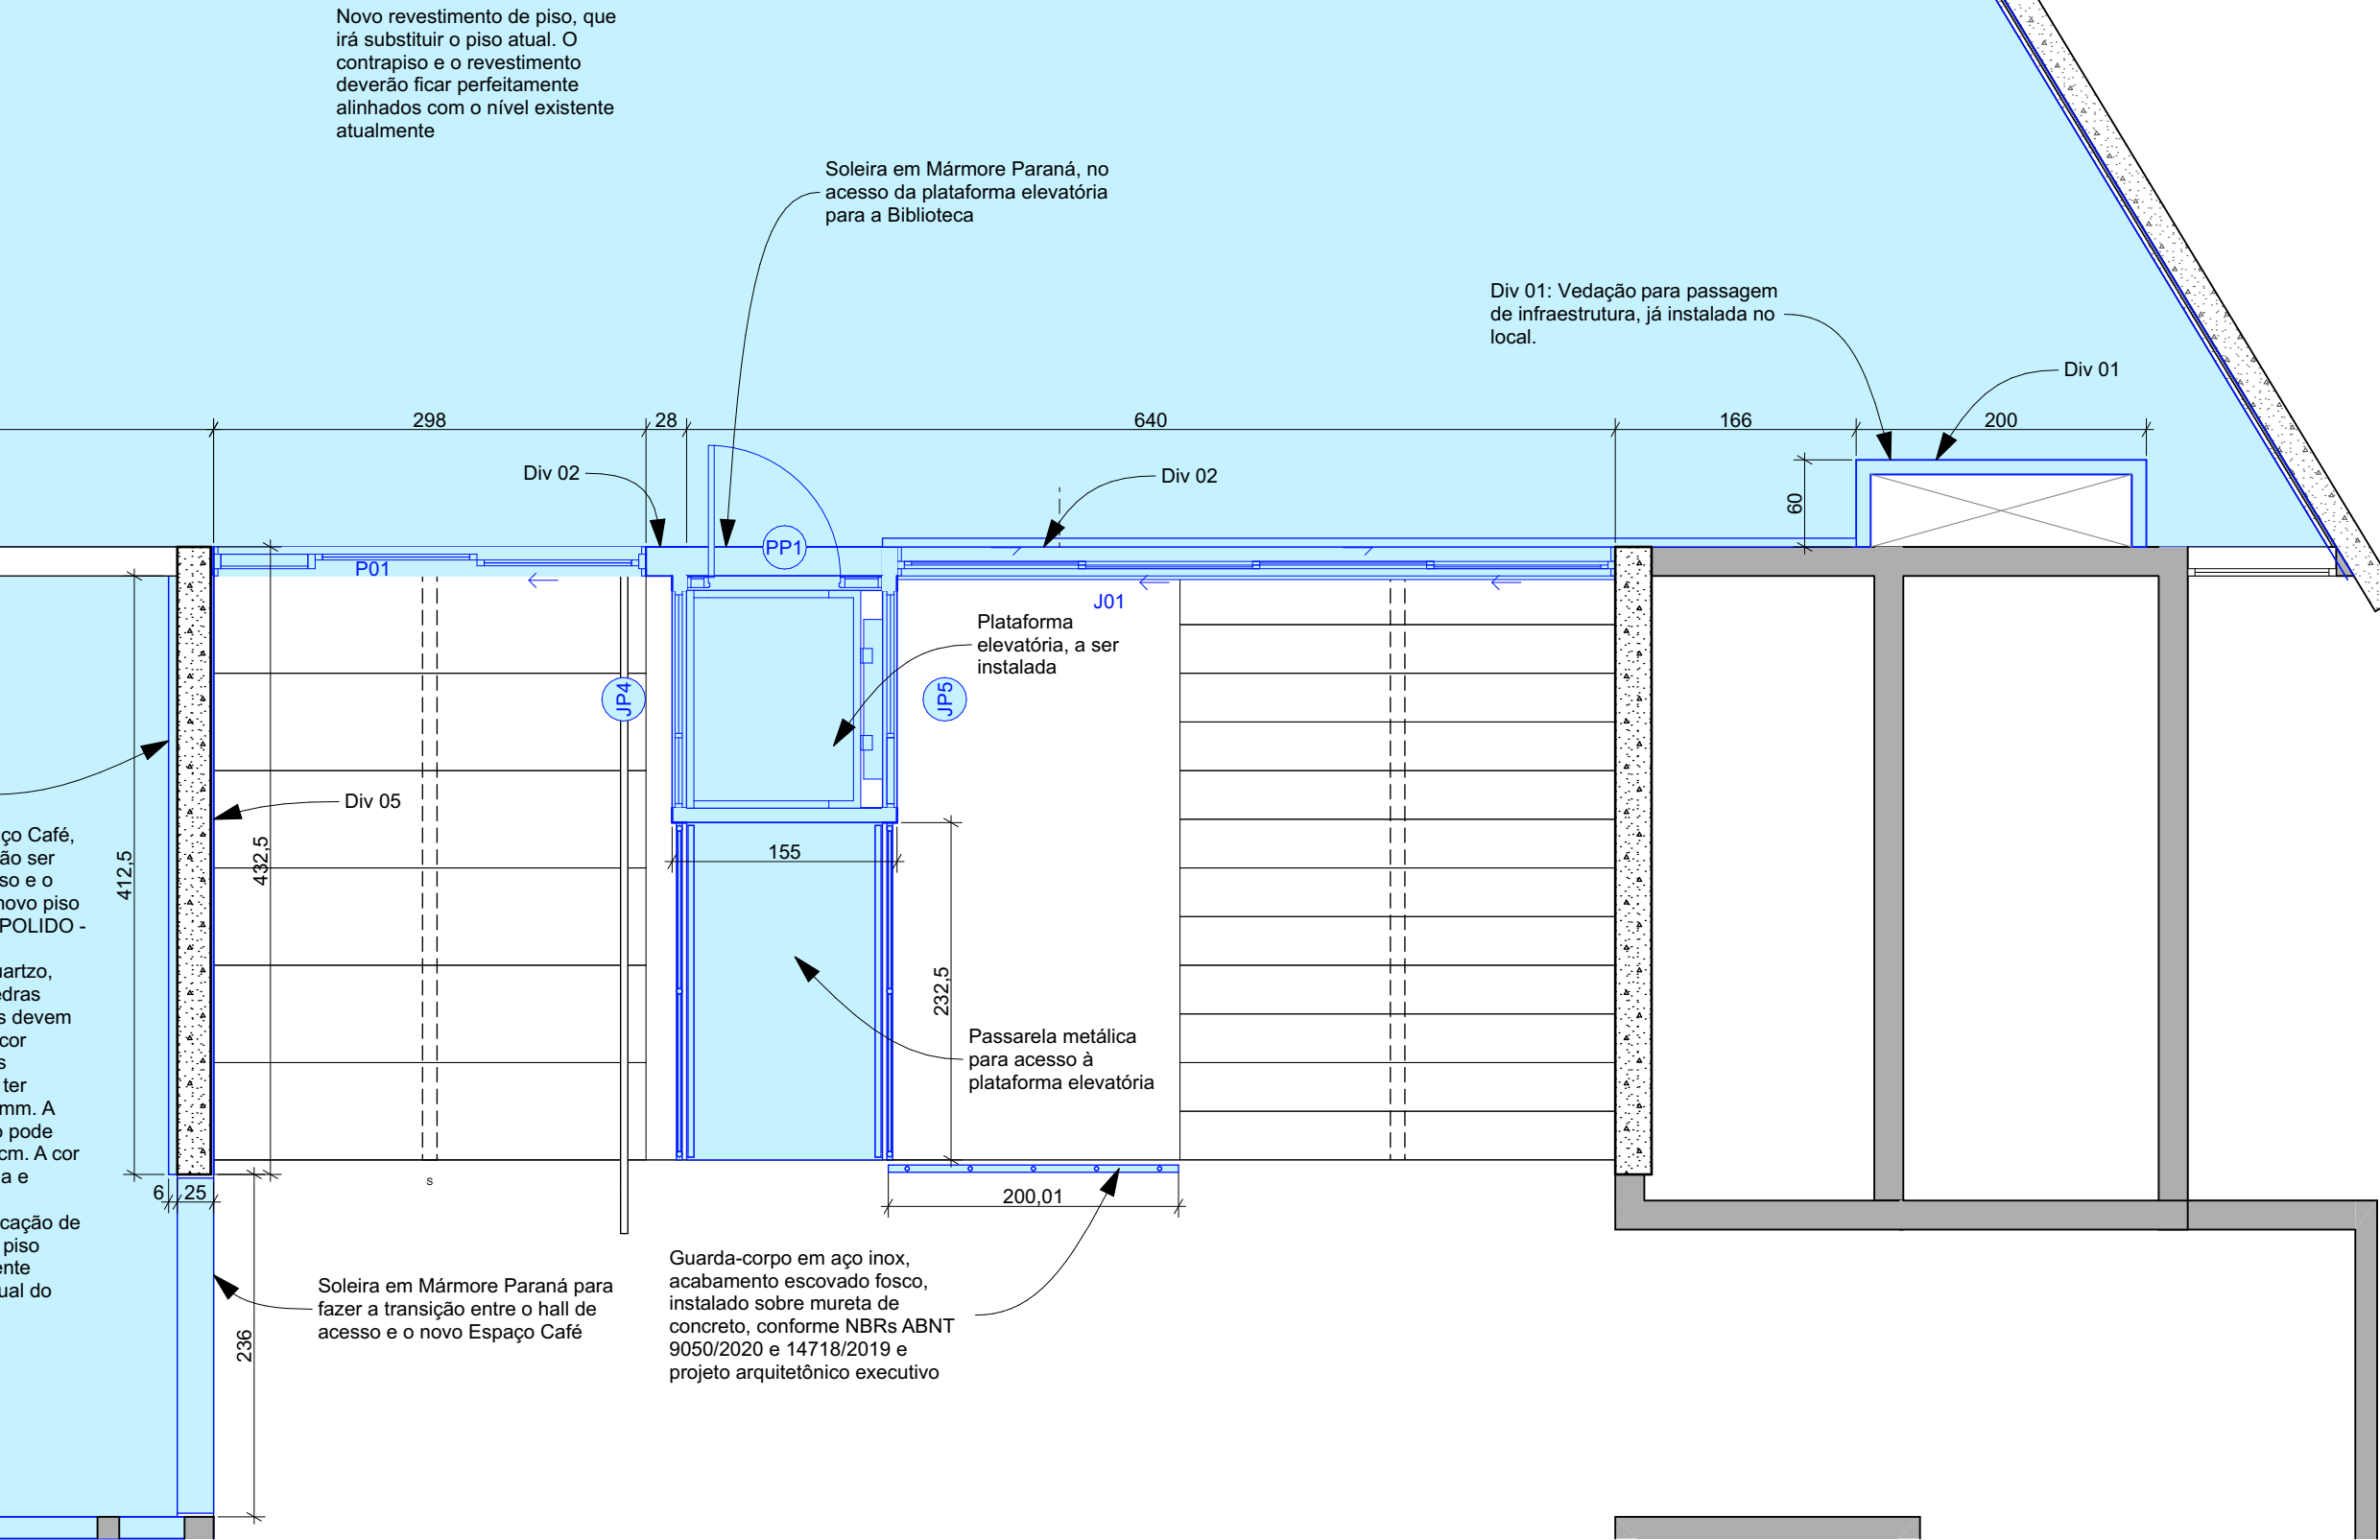 Novo revestimento de piso, que
irá substituir o piso atual. O
contrapiso e o revestimento
deverão ficar perfeitamente
alinhados com o nível existente
atualmente
Soleira em Mármore Paraná, no
acesso da plataforma elevatória
para a Biblioteca
Div 01: Vedação para passagem
de infraestrutura, já instalada no
local.
Div 01
298
28
640
166
200
Div 02
Div 02
60
PP1
P01
J01
Plataforma
elevatória, a ser
instalada
JP4
JP5
Div 05
412,5
432,5
155
232,5
ço Café,
ão ser
so e o
novo piso
POLIDO -
uartzo,
edras
s devem
cor
s
ter
mm. A
o pode
cm. A cor
a e
cação de
piso
ente
ual do
Passarela metálica
para acesso à
plataforma elevatória
6
25
s
200,01
236
Soleira em Mármore Paraná para
fazer a transição entre o hall de
acesso e o novo Espaço Café
Guarda-corpo em aço inox,
acabamento escovado fosco,
instalado sobre mureta de
concreto, conforme NBRs ABNT
9050/2020 e 14718/2019 e
projeto arquitetônico executivo